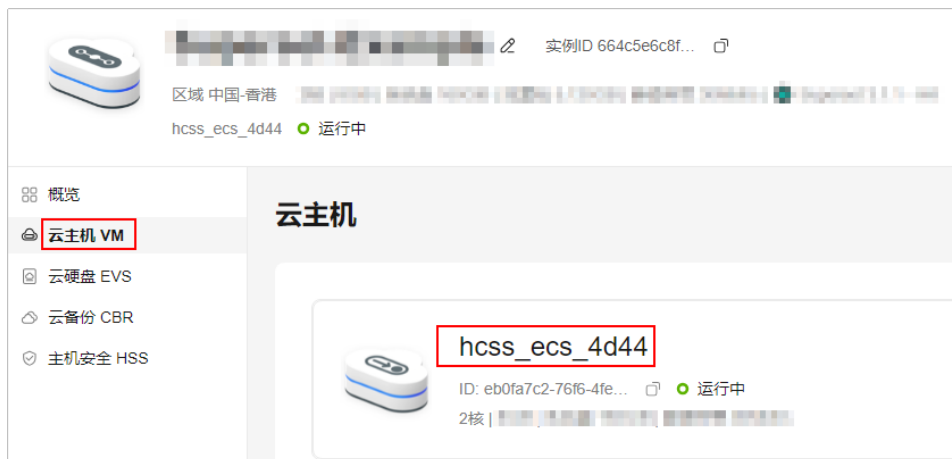 实例ID 664c5e6c8f...
区域 中国-香港
hcss_ecs_4d44 运行中
概览
云主机 VM
云硬盘 EVS
云备份 CBR
主机安全 HSS
云主机
hcss_ecs_4d44
ID: eb0fa7c2-76f6-4fe... 运行中
2核 |